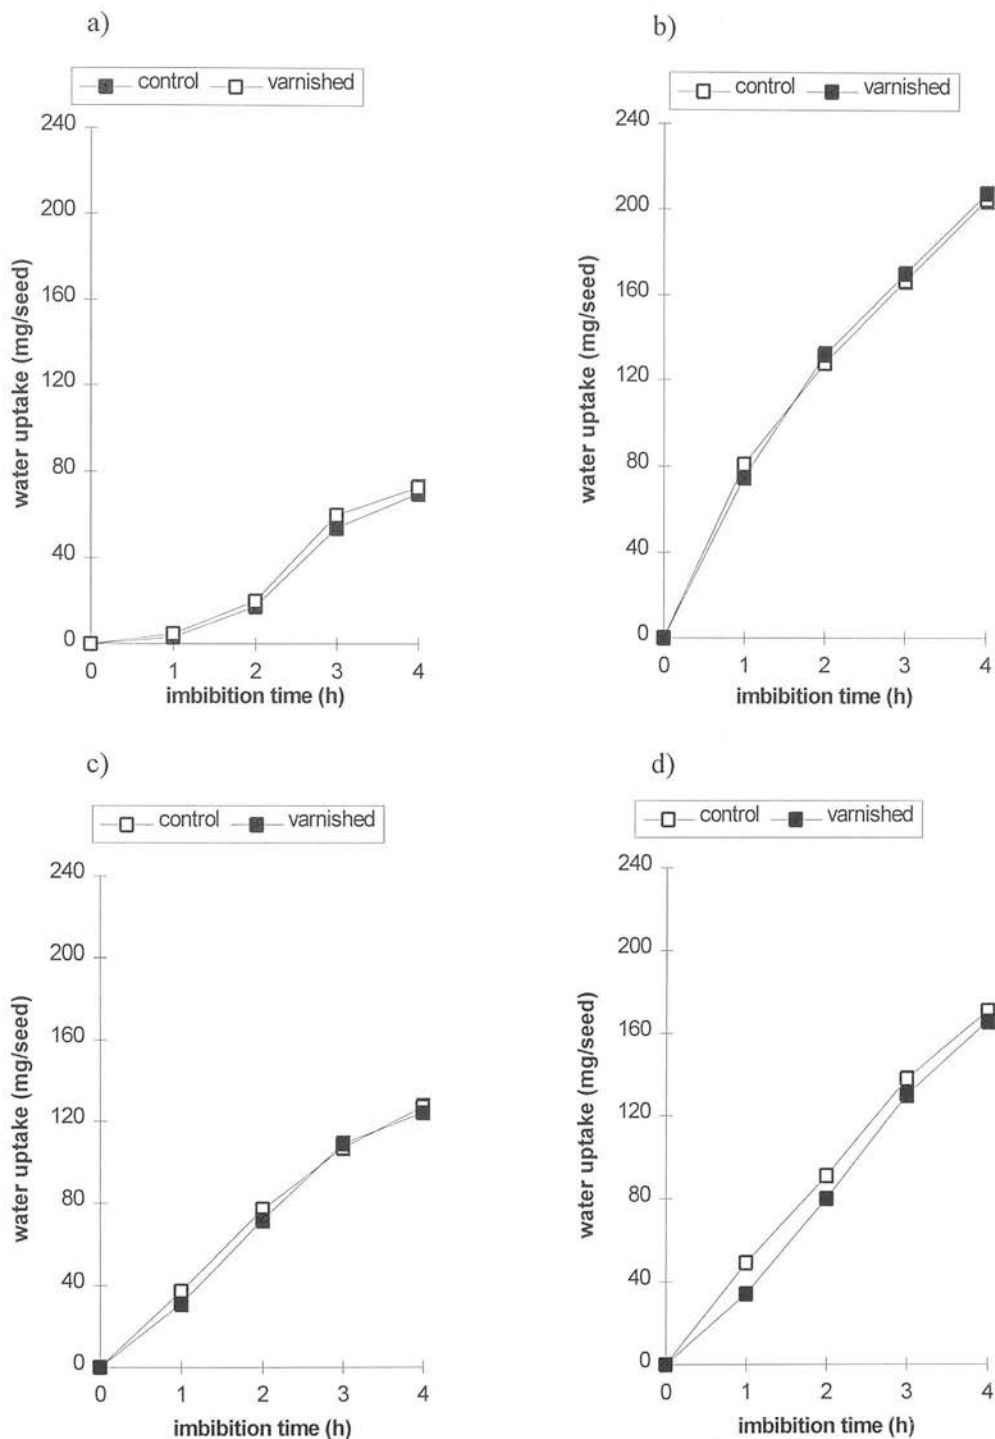 a)
control varnished
240
200
160
120
80
40
0
water uptake (mg/seed)
0 1 2 3 4
imbibition time (h)
b)
control varnished
240
200
160
120
80
40
0
water uptake (mg/seed)
0 1 2 3 4
imbibition time (h)
c)
control varnished
240
200
160
120
80
40
0
water uptake (mg/seed)
0 1 2 3 4
imbibition time (h)
d)
control varnished
240
200
160
120
80
40
0
water uptake (mg/seed)
0 1 2 3 4
imbibition time (h)